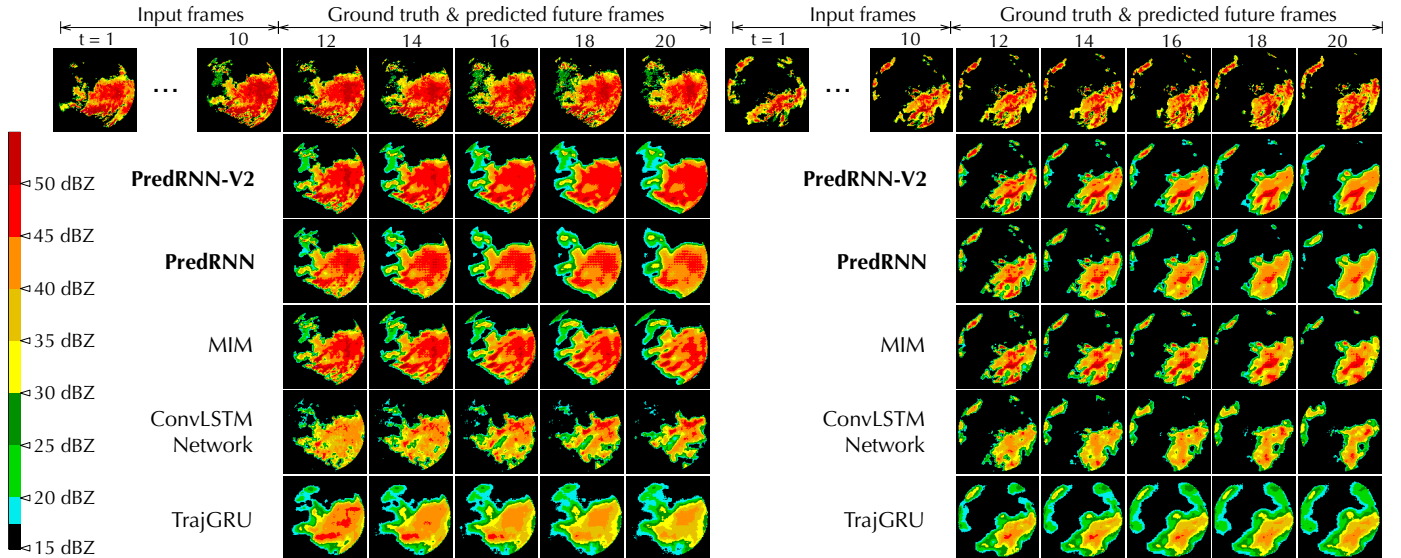 Input frames Ground truth & predicted future frames Input frames Ground truth & predicted future frames
t = 1 10 12 14 16 18 20 t = 1 10 12 14 16 18 20
... ...
PredRNN-V2 PredRNN-V2
50 dBZ
45 dBZ
PredRNN PredRNN
40 dBZ
35 dBZ
MIM MIM
30 dBZ
ConvLSTM ConvLSTM
Network Network
25 dBZ
20 dBZ
TrajGRU TrajGRU
15 dBZ